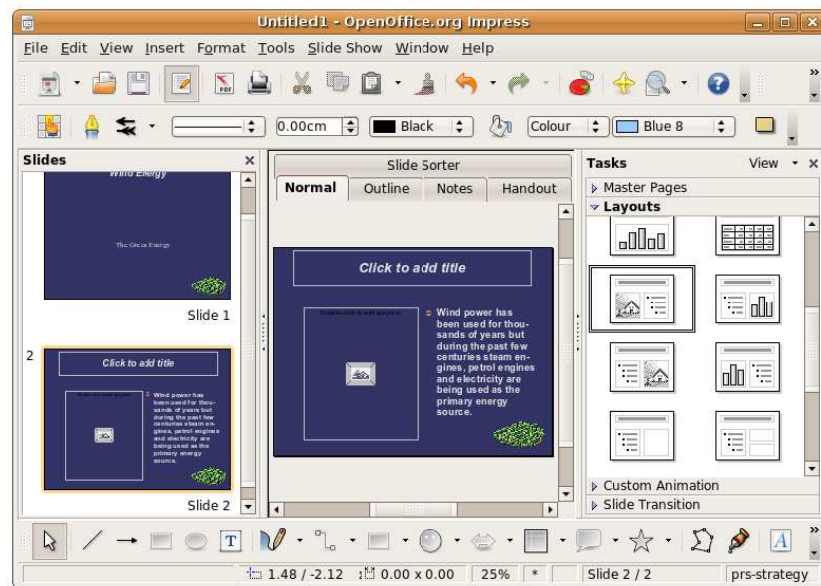 Untitled1 - OpenOffice.org Impress
File Edit View Insert Format Tools Slide Show Window Help
PDF
0.00cm Black Colour Blue 8
Slides
Wind Energy
The Green Energy
Slide 1
2
Click to add title
Wind power has
been used for thou-
sands of years but
during the past few
centuries steam en-
gines, petrol engines
and electricity are
being used as the
primary energy
source.
Slide 2
Slide Sorter
Normal Outline Notes Handout
Click to add title
Wind power has
been used for thou-
sands of years but
during the past few
centuries steam en-
gines, petrol engines
and electricity are
being used as the
primary energy
source.
Tasks View
Master Pages
Layouts
Custom Animation
Slide Transition
T A
1.48 / -2.12 0.00 x 0.00 25% * Slide 2 / 2 prs-strategy